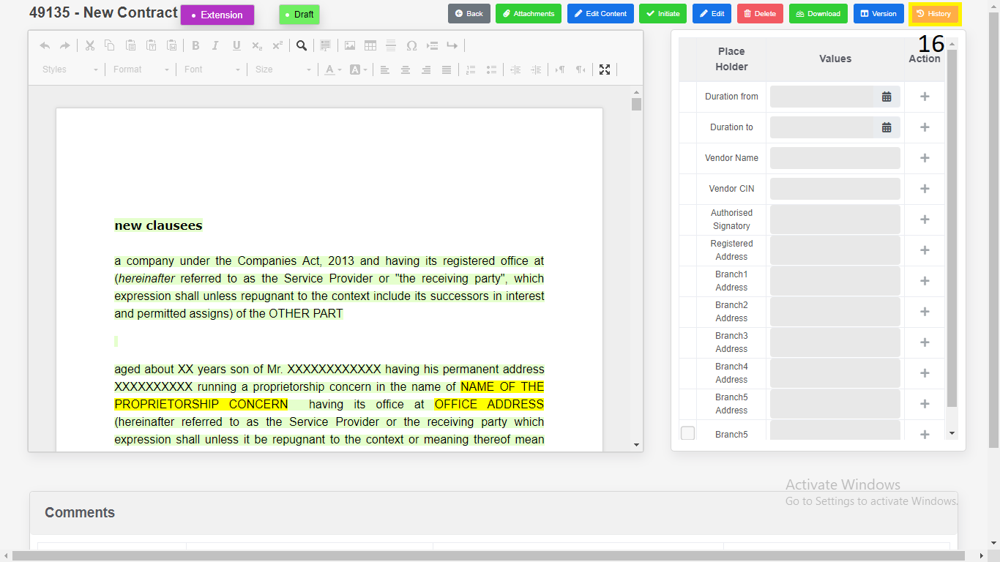 49135 - New Contract
Extension
Draft
Back
Attachments
Edit Content
Initiate
Edit
Delete
Download
Version
History
Styles
Format
Font
Size
new clausees
a company under the Companies Act, 2013 and having its registered office at
(hereinafter referred to as the Service Provider or "the receiving party", which
expression shall unless repugnant to the context include its successors in interest
and permitted assigns) of the OTHER PART
aged about XX years son of Mr. XXXXXXXXXXXX having his permanent address
XXXXXXXXXX running a proprietorship concern in the name of NAME OF THE
PROPRIETORSHIP CONCERN having its office at OFFICE ADDRESS
(hereinafter referred to as the Service Provider or the receiving party which
expression shall unless it be repugnant to the context or meaning thereof mean
16
Place
Holder
Values
Action
Duration from
Duration to
Vendor Name
Vendor CIN
Authorised
Signatory
Registered
Address
Branch1
Address
Branch2
Address
Branch3
Address
Branch4
Address
Branch5
Address
Branch5
Activate Windows
Go to Settings to activate Windows.
Comments